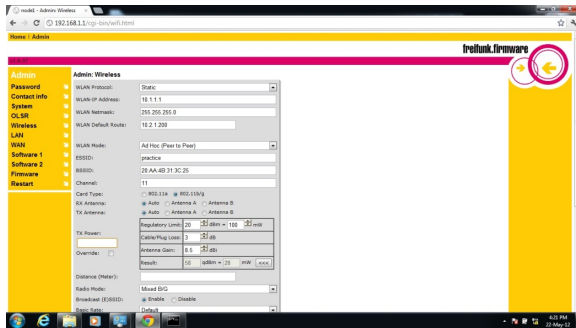 node1 - Admin: Wireless
192.168.1.1/cgi-bin/wifi.html
Home | Admin
freifunk.firmware
Admin
Password
Contact Info
System
OLSR
Wireless
LAN
WAN
Software 1
Software 2
Firmware
Restart
Admin: Wireless
WLAN Protocol: Static
WLAN-IP Address: 10.1.1.1
WLAN Netmask: 255.255.255.0
WLAN Default Route: 10.2.1.200
WLAN Mode: Ad Hoc (Peer to Peer)
ESSID: practice
BSSID: 20:AA:4B:31:3C:25
Channel: 11
Card Type: 802.11a 802.11b/g
RX Antenna: Auto Antenna A Antenna B
TX Antenna: Auto Antenna A Antenna B
TX Power:
Override:
Regulatory Limit: 20 dBm = 100 mW
Cable/Plug Loss: 3 dB
Antenna Gain: 8.5 dBi
Result: 58 qdBm = 20 mW <<<
Distance (Meter):
Radio Mode: Mixed B/G
Broadcast (E)SSID: Enable Disable
Basic Rate: Default
4:21 PM
22-May-12